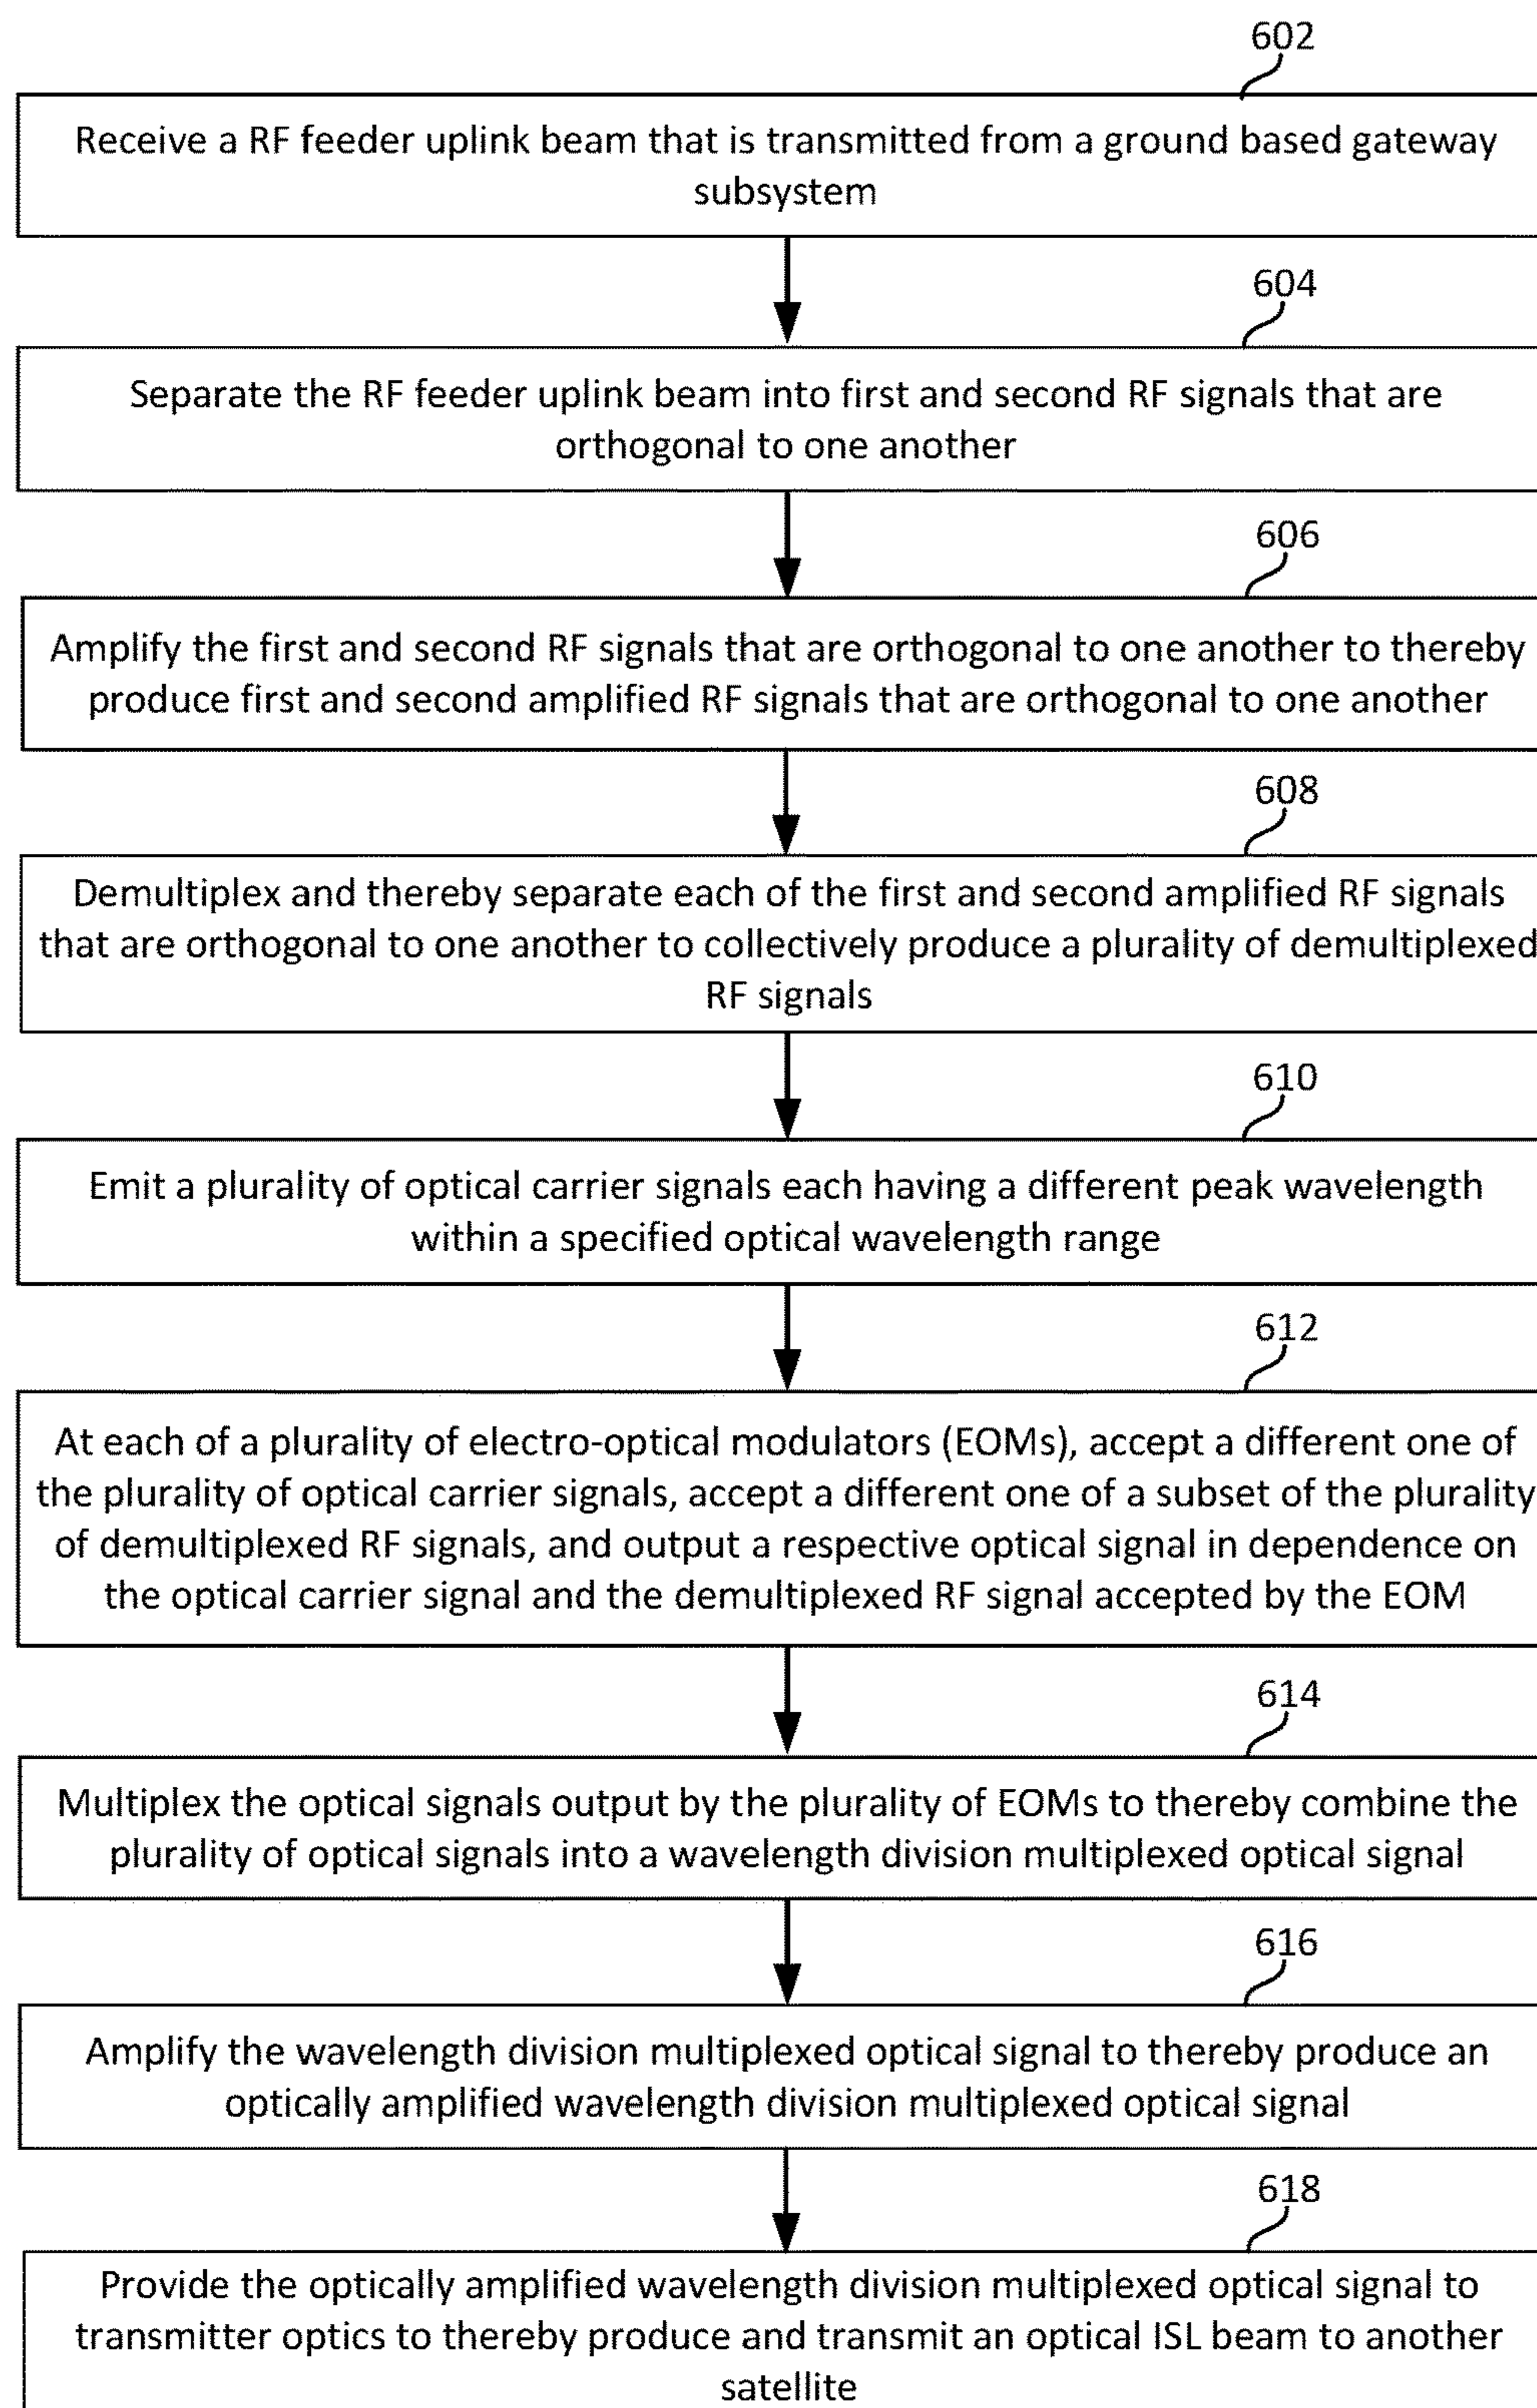 602
Receive a RF feeder uplink beam that is transmitted from a ground based gateway
subsystem
604
Separate the RF feeder uplink beam into first and second RF signals that are
orthogonal to one another
606
Amplify the first and second RF signals that are orthogonal to one another to thereby
produce first and second amplified RF signals that are orthogonal to one another
608
Demultiplex and thereby separate each of the first and second amplified RF signals
that are orthogonal to one another to collectively produce a plurality of demultiplexed
RF signals
610
Emit a plurality of optical carrier signals each having a different peak wavelength
within a specified optical wavelength range
612
At each of a plurality of electro-optical modulators (EOMs), accept a different one of
the plurality of optical carrier signals, accept a different one of a subset of the plurality
of demultiplexed RF signals, and output a respective optical signal in dependence on
the optical carrier signal and the demultiplexed RF signal accepted by the EOM
614
Multiplex the optical signals output by the plurality of EOMs to thereby combine the
plurality of optical signals into a wavelength division multiplexed optical signal
616
Amplify the wavelength division multiplexed optical signal to thereby produce an
optically amplified wavelength division multiplexed optical signal
618
Provide the optically amplified wavelength division multiplexed optical signal to
transmitter optics to thereby produce and transmit an optical ISL beam to another
satellite